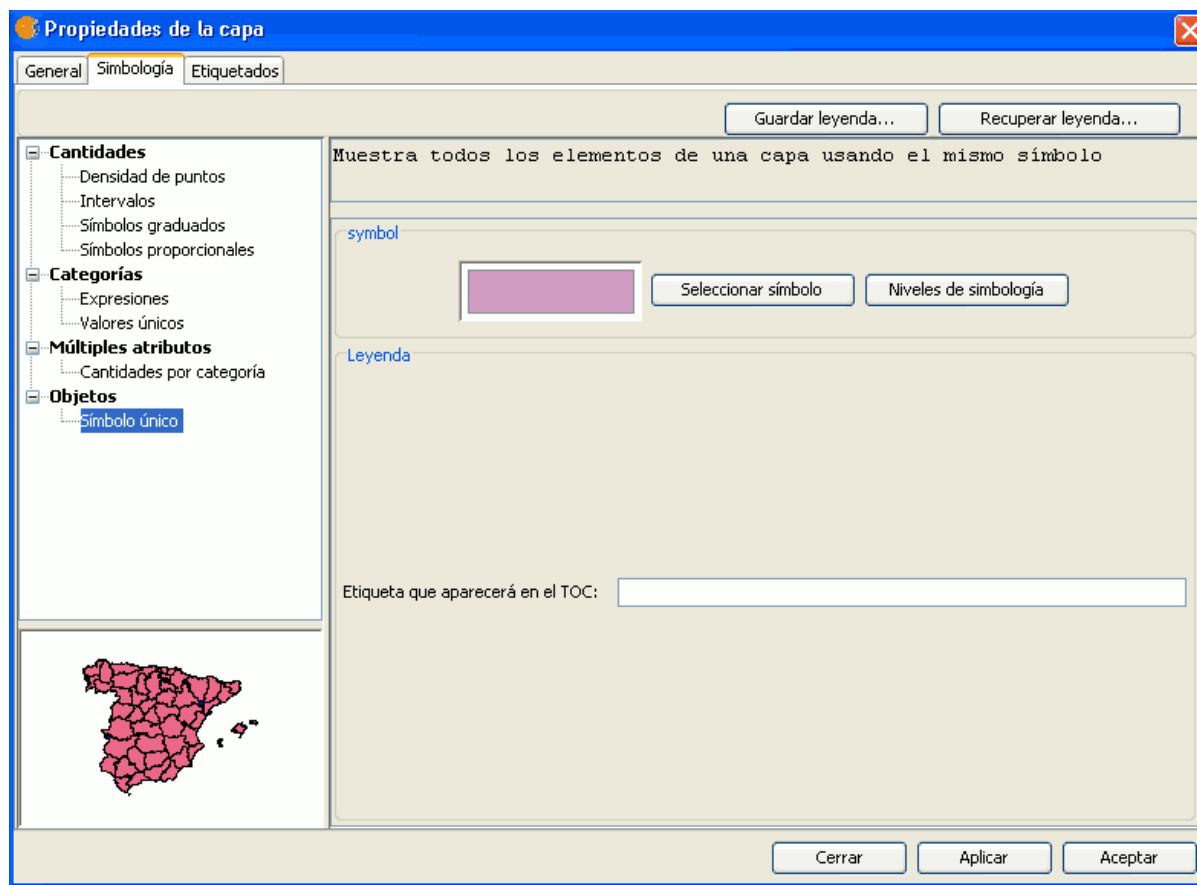 Propiedades de la capa
General Simbología Etiquetados
Guardar leyenda... Recuperar leyenda...
Cantidades
Densidad de puntos
Intervalos
Símbolos graduados
Símbolos proporcionales
Categorías
Expresiones
Valores únicos
Múltiples atributos
Cantidades por categoría
Objetos
Símbolo único
Muestra todos los elementos de una capa usando el mismo símbolo
symbol
Seleccionar símbolo Niveles de simbología
Leyenda
Etiqueta que aparecerá en el TOC:
Cerrar Aplicar Aceptar